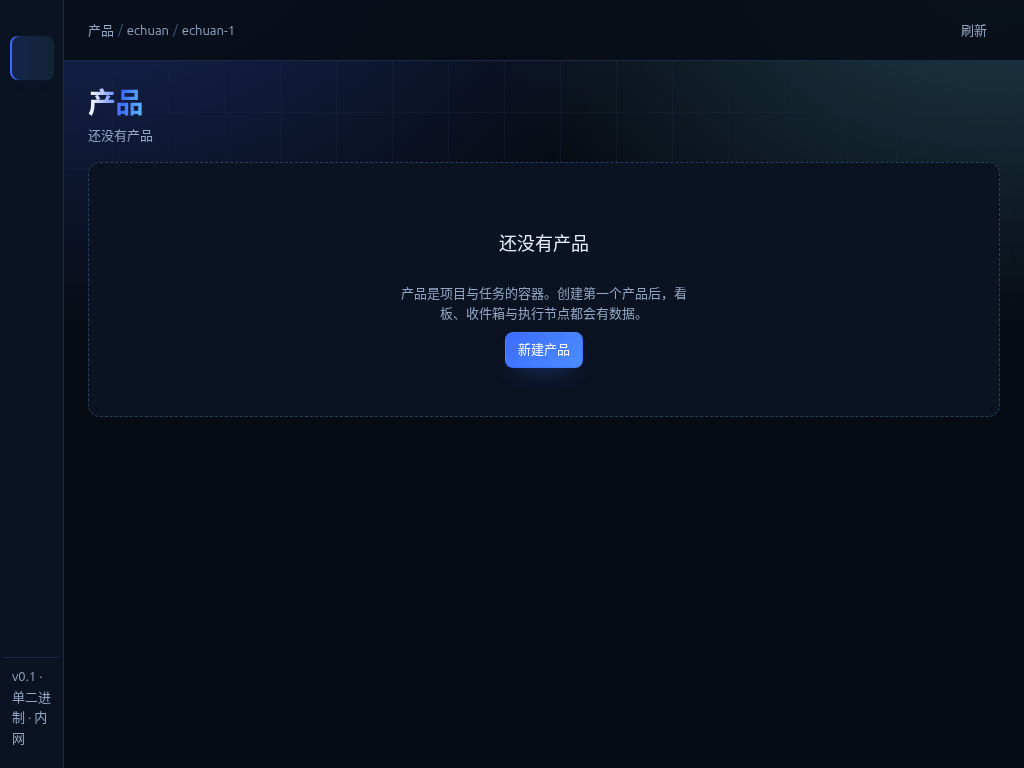 产品 / echuan / echuan-1
刷新
产品
还没有产品
还没有产品
产品是项目与任务的容器。创建第一个产品后，看
板、收件箱与执行节点都会有数据。
新建产品
v0.1 ·
单二进
制 · 内
网